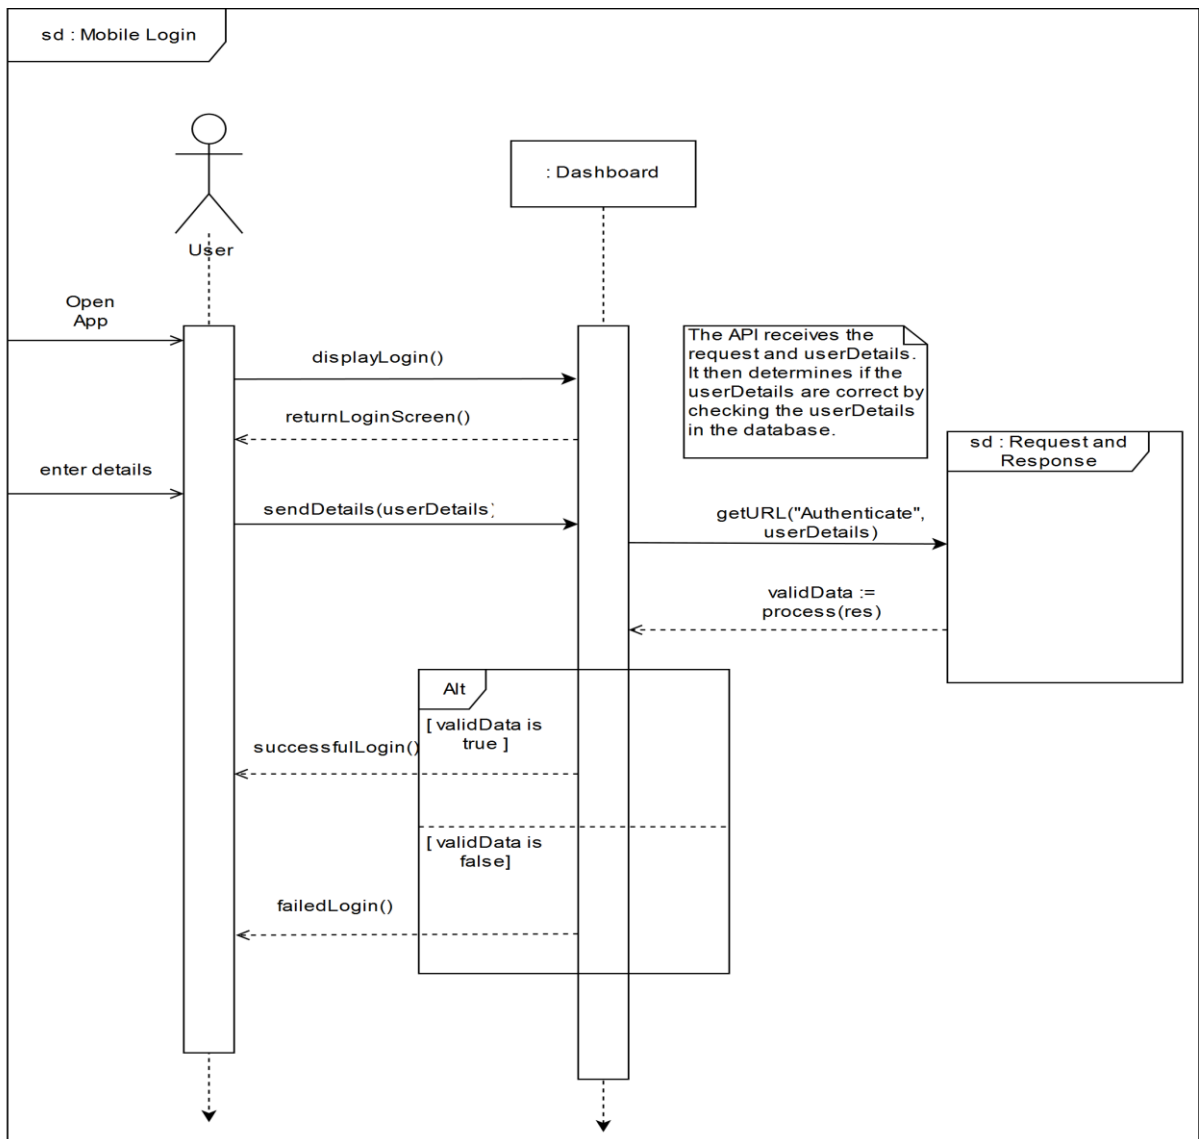 sd : Mobile Login
: Dashboard
User
Open
App
displayLogin()
The API receives the
request and userDetails.
It then determines if the
userDetails are correct by
checking the userDetails
in the database.
returnLoginScreen()
sd : Request and
Response
enter details
sendDetails(userDetails)
getURL("Authenticate",
userDetails)
validData :=
process(res)
Alt
[ validData is
true ]
successfulLogin()
[ validData is
false]
failedLogin()